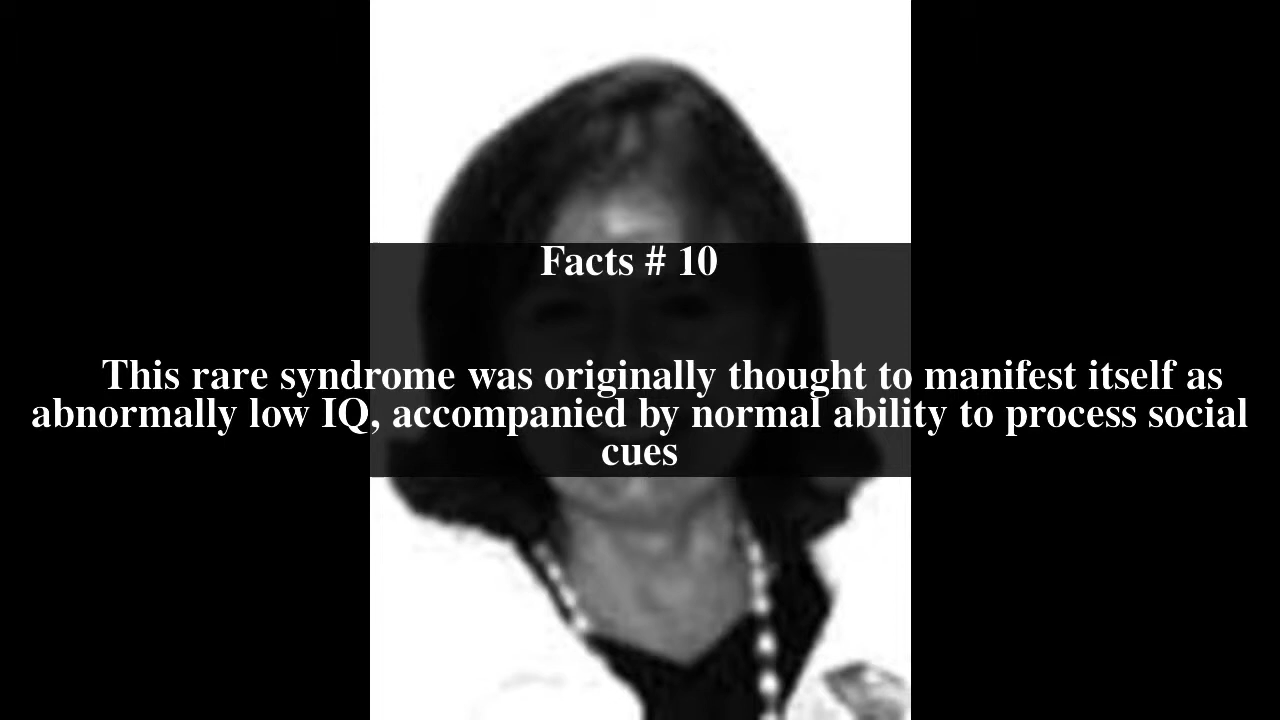 Facts # 10
This rare syndrome was originally thought to manifest itself as
abnormally low IQ, accompanied by normal ability to process social
cues